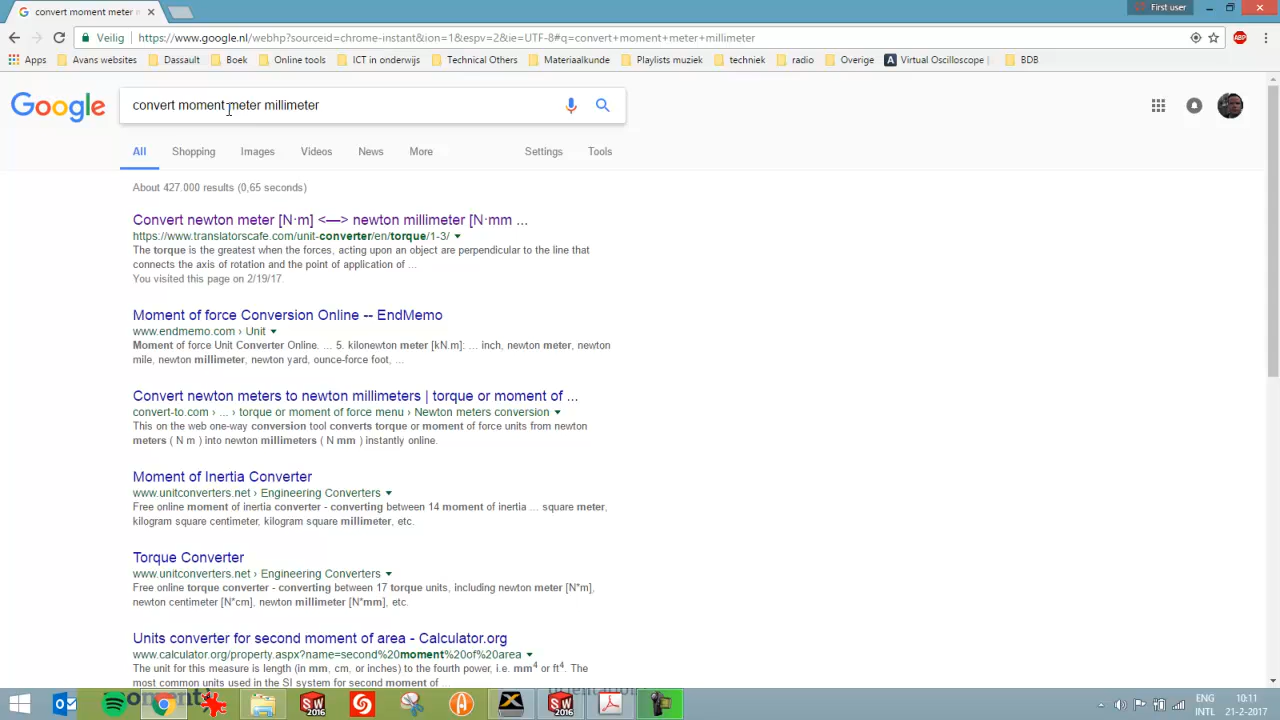 convert moment meter m
First user
Veilig https://www.google.nl/webhp?sourceid=chrome-instant&ion=1&espv=2&ie=UTF-8#q=convert+moment+meter+millimeter
ABP
Apps Avans websites Dassault Boek Online tools ICT in onderwijs Technical Others Materiaalkunde Playlists muziek techniek radio Overige Virtual Oscilloscope | BDB
Google convert moment meter millimeter
All Shopping Images Videos News More Settings Tools
About 427.000 results (0,65 seconds)
Convert newton meter [N·m] <—> newton millimeter [N·mm ...
https://www.translatorscafe.com/unit-converter/en/torque/1-3/
The torque is the greatest when the forces, acting upon an object are perpendicular to the line that
connects the axis of rotation and the point of application of ...
You visited this page on 2/19/17.
Moment of force Conversion Online -- EndMemo
www.endmemo.com › Unit
Moment of force Unit Converter Online. ... 5. kilonewton meter [kN.m]: ... inch, newton meter, newton
mile, newton millimeter, newton yard, ounce-force foot, ...
Convert newton meters to newton millimeters | torque or moment of ...
convert-to.com › ... › torque or moment of force menu › Newton meters conversion
This on the web one-way conversion tool converts torque or moment of force units from newton
meters ( N m ) into newton millimeters ( N mm ) instantly online.
Moment of Inertia Converter
www.unitconverters.net › Engineering Converters
Free online moment of inertia converter - converting between 14 moment of inertia ... square meter,
kilogram square centimeter, kilogram square millimeter, etc.
Torque Converter
www.unitconverters.net › Engineering Converters
Free online torque converter - converting between 17 torque units, including newton meter [N*m],
newton centimeter [N*cm], newton millimeter [N*mm], etc.
Units converter for second moment of area - Calculator.org
www.calculator.org/property.aspx?name=second%20moment%20of%20area
The unit for this measure is length (in mm, cm, or inches) to the fourth power, i.e. mm⁴ or ft⁴. The
most common units used in the SI system for second moment of ...
ENG 10:11
INTL 21-2-2017